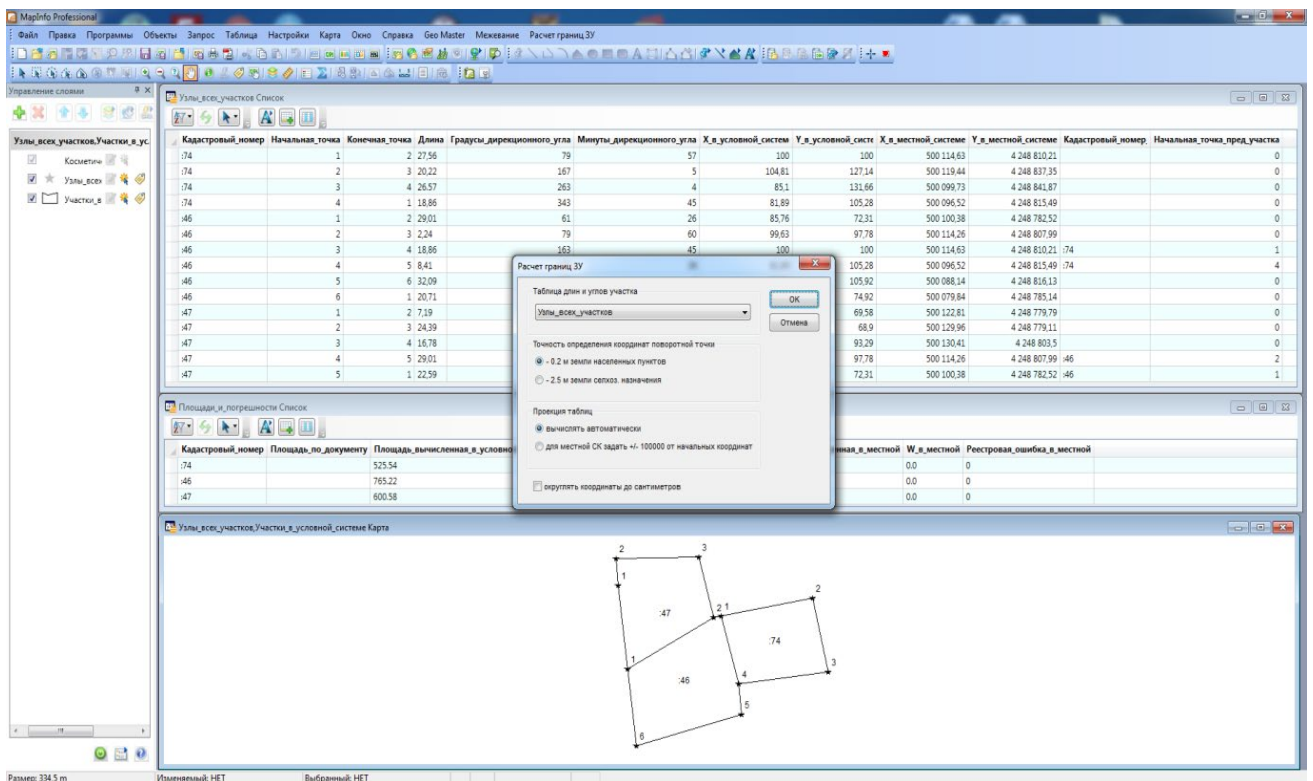 MapInfo Professional
Файл Правка Программы Объекты Запрос Таблица Настройки Карта Окно Справка Geo Master Межевание Расчет границ ЗУ
Управление слоями
Узлы_всех_участков,Участки_в_ус.
Косметич
Узлы_всех
Участки_в
Узлы_всех_участков Список
Кадастровый_номер Начальная_точка Конечная_точка Длина Градусы_дирекционного_угла Минуты_дирекционного_угла X_в_условной_систем Y_в_условной_систе X_в_местной_системе Y_в_местной_системе Кадастровый_номер Начальная_точка_пред_участка
:74 1 2 27,56 79 57 100 100 500 114,63 4 248 810,21 0
:74 2 3 20,22 167 5 104,81 127,14 500 119,44 4 248 837,35 0
:74 3 4 26,57 263 4 85,1 131,66 500 099,73 4 248 841,87 0
:74 4 1 18,86 343 45 81,89 105,28 500 096,52 4 248 815,49 0
:46 1 2 29,01 61 26 85,76 72,31 500 100,38 4 248 782,52 0
:46 2 3 2,24 79 60 99,63 97,78 500 114,26 4 248 807,99 0
:46 3 4 18,86 163 45 100 100 500 114,63 4 248 810,21 :74 1
:46 4 5 8,41 105,28 500 096,52 4 248 815,49 :74 4
:46 5 6 32,09 105,92 500 088,14 4 248 816,13 0
:46 6 1 20,71 74,92 500 079,84 4 248 785,14 0
:47 1 2 7,19 69,58 500 122,81 4 248 779,79 0
:47 2 3 24,39 68,9 500 129,96 4 248 779,11 0
:47 3 4 16,78 93,29 500 130,41 4 248 803,5 0
:47 4 5 29,01 97,78 500 114,26 4 248 807,99 :46 2
:47 5 1 22,59 72,31 500 100,38 4 248 782,52 :46 1
Расчет границ ЗУ
Таблица длин и углов участка
Узлы_всех_участков
OK
Отмена
Точность определения координат поворотной точки
- 0.2 м земли населенных пунктов
- 2.5 м земли селхоз. назначения
Проекция таблиц
вычислять автоматически
для местной СК задать +/- 100000 от начальных координат
округлять координаты до сантиметров
Площади_и_погрешности Список
Кадастровый_номер Площадь_по_документу Площадь_вычисленная_в_условно нная_в_местной W_в_местной Реестровая_ошибка_в_местной
:74 525.54 0.0 0
:46 765.22 0.0 0
:47 600.58 0.0 0
Узлы_всех_участков,Участки_в_условной_системе Карта
2 3
1
2
:47 2 1
:74
1 3
:46 4
5
6
Размер: 334.5 m Изменяемый: НЕТ Выбранный: НЕТ